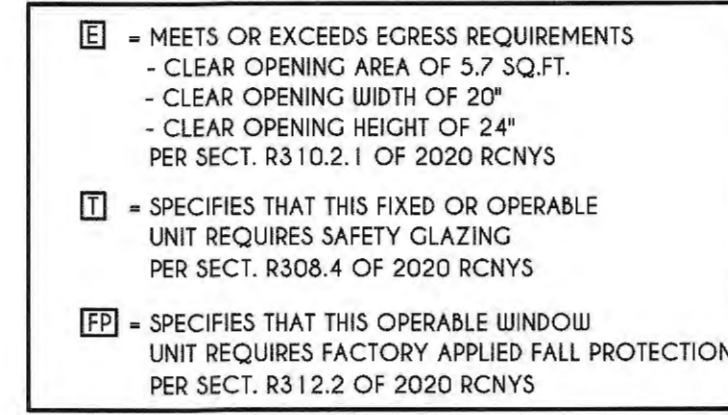 E = MEETS OR EXCEEDS EGRESS REQUIREMENTS
- CLEAR OPENING AREA OF 5.7 SQ.FT.
- CLEAR OPENING WIDTH OF 20"
- CLEAR OPENING HEIGHT OF 24"
PER SECT. R310.2.1 OF 2020 RCNYS
T = SPECIFIES THAT THIS FIXED OR OPERABLE
UNIT REQUIRES SAFETY GLAZING
PER SECT. R308.4 OF 2020 RCNYS
FP = SPECIFIES THAT THIS OPERABLE WINDOW
UNIT REQUIRES FACTORY APPLIED FALL PROTECTION
PER SECT. R312.2 OF 2020 RCNYS